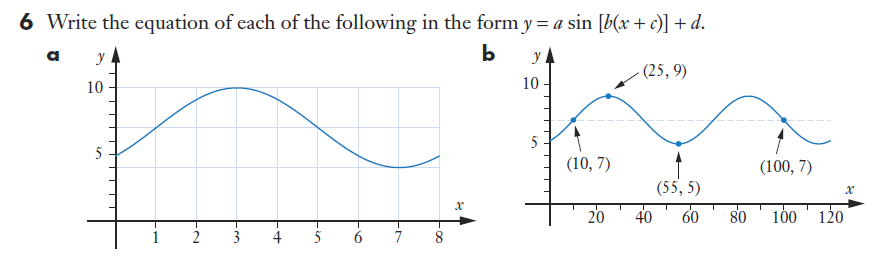 6 Write the equation of each of the following in the form y = a sin [b(x + c)] + d.
a
y
10
5
x
1 2 3 4 5 6 7 8
b
y
10
(25, 9)
5
(10, 7)
(100, 7)
(55, 5)
x
20 40 60 80 100 120